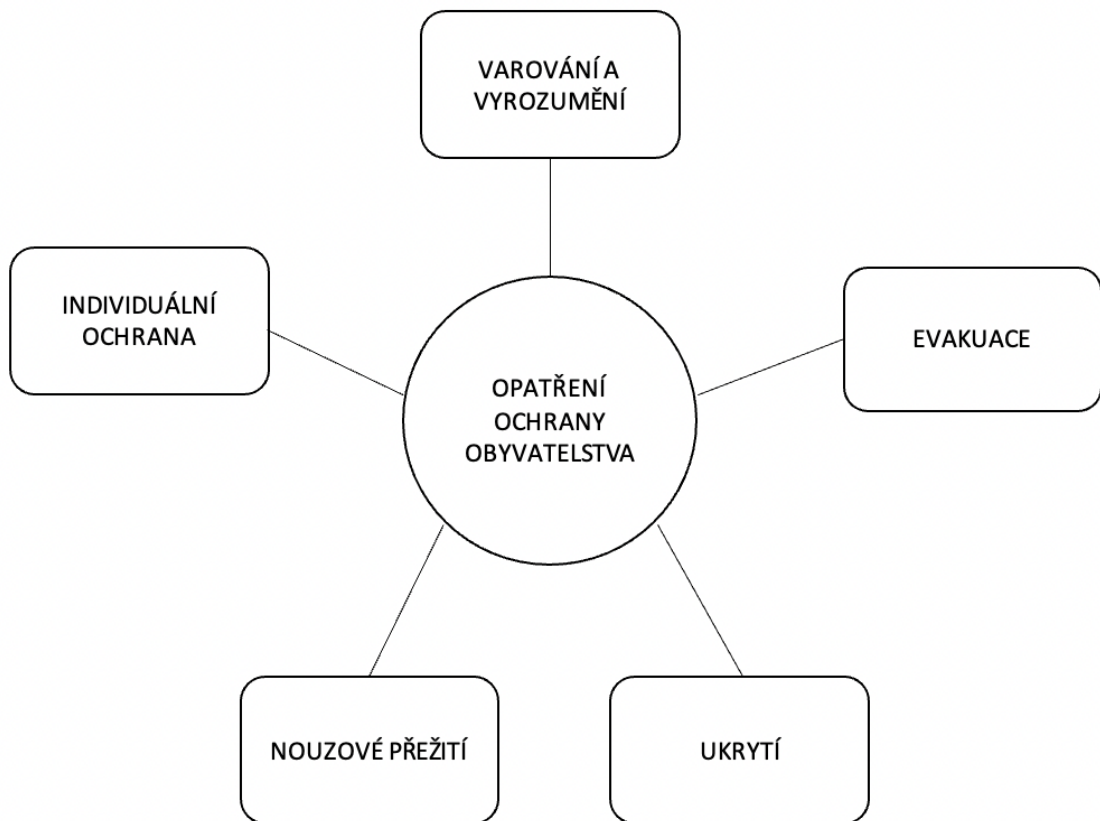 VAROVÁNÍ A
VYROZUMĚNÍ
INDIVIDUÁLNÍ
OCHRANA
EVAKUACE
OPATŘENÍ
OCHRANY
OBYVATELSTVA
NOUZOVÉ PŘEŽITÍ
UKRYTÍ